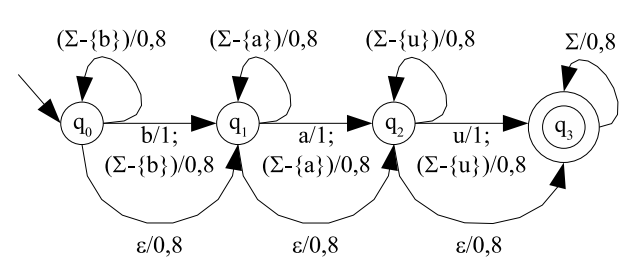 (Σ-{b})/0,8 (Σ-{a})/0,8 (Σ-{u})/0,8 Σ/0,8
q₀ q₁ q₂ q₃
b/1; a/1; u/1;
(Σ-{b})/0,8 (Σ-{a})/0,8 (Σ-{u})/0,8
ε/0,8 ε/0,8 ε/0,8